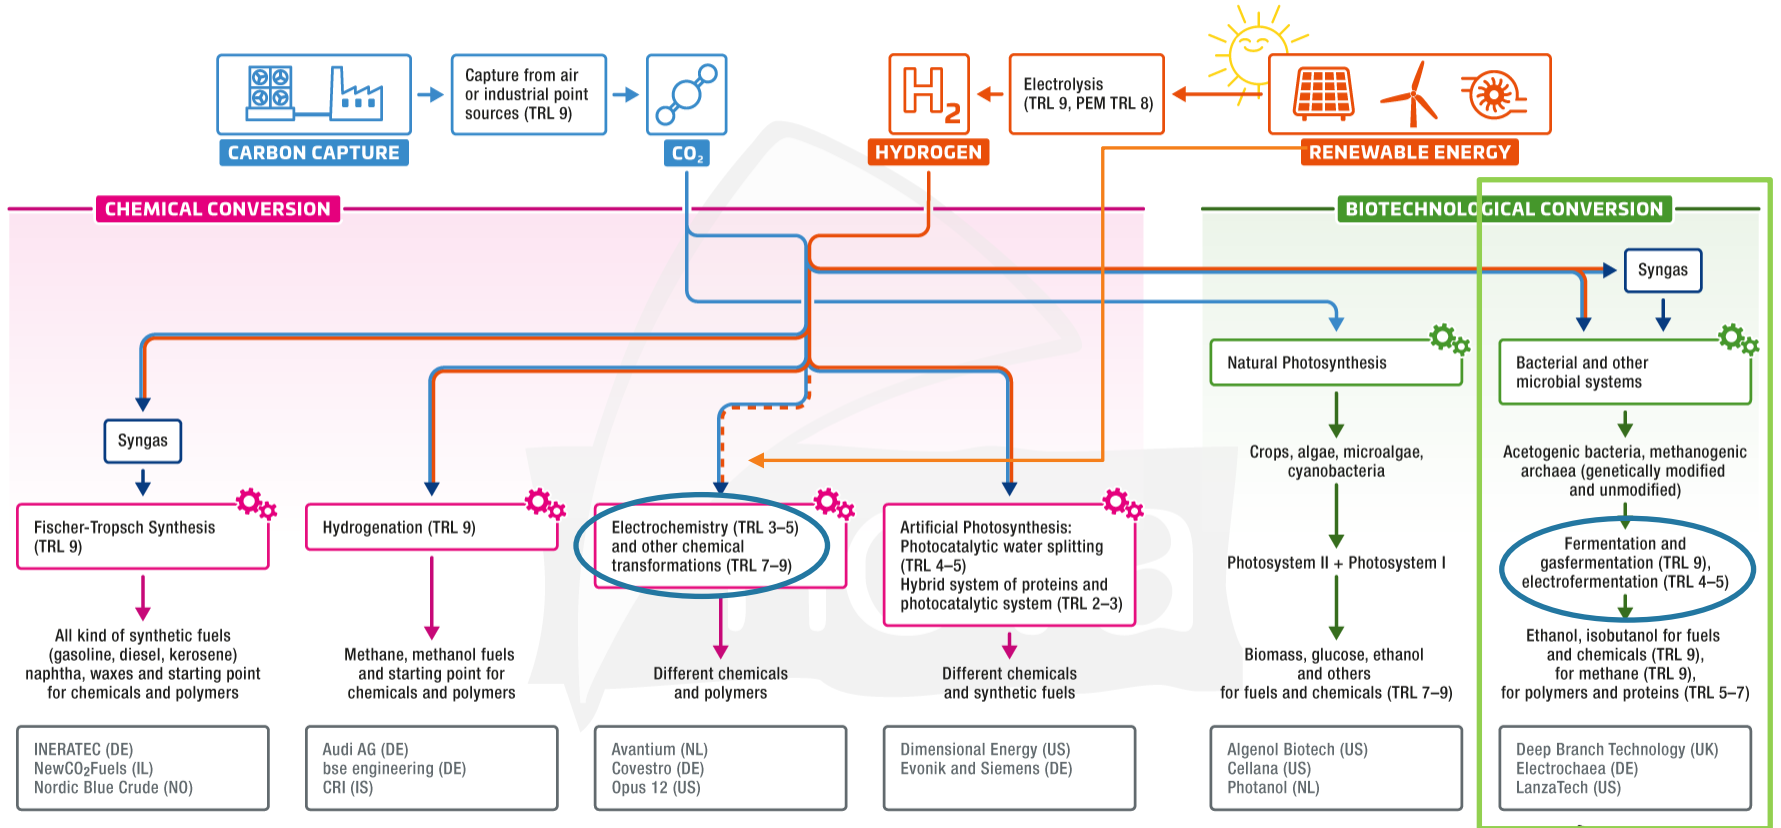 Capture from air
or industrial point
sources (TRL 9)
H2
Electrolysis
(TRL 9, PEM TRL 8)
CARBON CAPTURE
CO₂
HYDROGEN
RENEWABLE ENERGY
CHEMICAL CONVERSION
BIOTECHNOLOGICAL CONVERSION
Syngas
Natural Photosynthesis
Bacterial and other
microbial systems
Syngas
Crops, algae, microalgae,
cyanobacteria
Acetogenic bacteria, methanogenic
archaea (genetically modified
and unmodified)
Fischer-Tropsch Synthesis
(TRL 9)
Hydrogenation (TRL 9)
Electrochemistry (TRL 3–5)
and other chemical
transformations (TRL 7–9)
Artificial Photosynthesis:
Photocatalytic water splitting
(TRL 4–5)
Hybrid system of proteins and
photocatalytic system (TRL 2–3)
Photosystem II + Photosystem I
Fermentation and
gasfermentation (TRL 9),
electrofermentation (TRL 4–5)
nova
All kind of synthetic fuels
(gasoline, diesel, kerosene)
naphtha, waxes and starting point
for chemicals and polymers
Methane, methanol fuels
and starting point for
chemicals and polymers
Different chemicals
and polymers
Different chemicals
and synthetic fuels
Biomass, glucose, ethanol
and others
for fuels and chemicals (TRL 7–9)
Ethanol, isobutanol for fuels
and chemicals (TRL 9),
for methane (TRL 9),
for polymers and proteins (TRL 5–7)
INERATEC (DE)
NewCO₂Fuels (IL)
Nordic Blue Crude (NO)
Audi AG (DE)
bse engineering (DE)
CRI (IS)
Avantium (NL)
Covestro (DE)
Opus 12 (US)
Dimensional Energy (US)
Evonik and Siemens (DE)
Algenol Biotech (US)
Cellana (US)
Photanol (NL)
Deep Branch Technology (UK)
Electrochaea (DE)
LanzaTech (US)